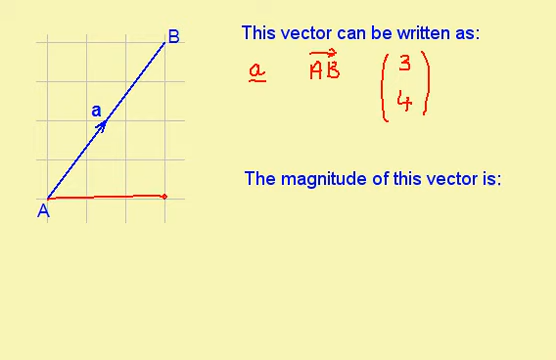 This vector can be written as:
a AB (3 4)
B
a
A
The magnitude of this vector is: